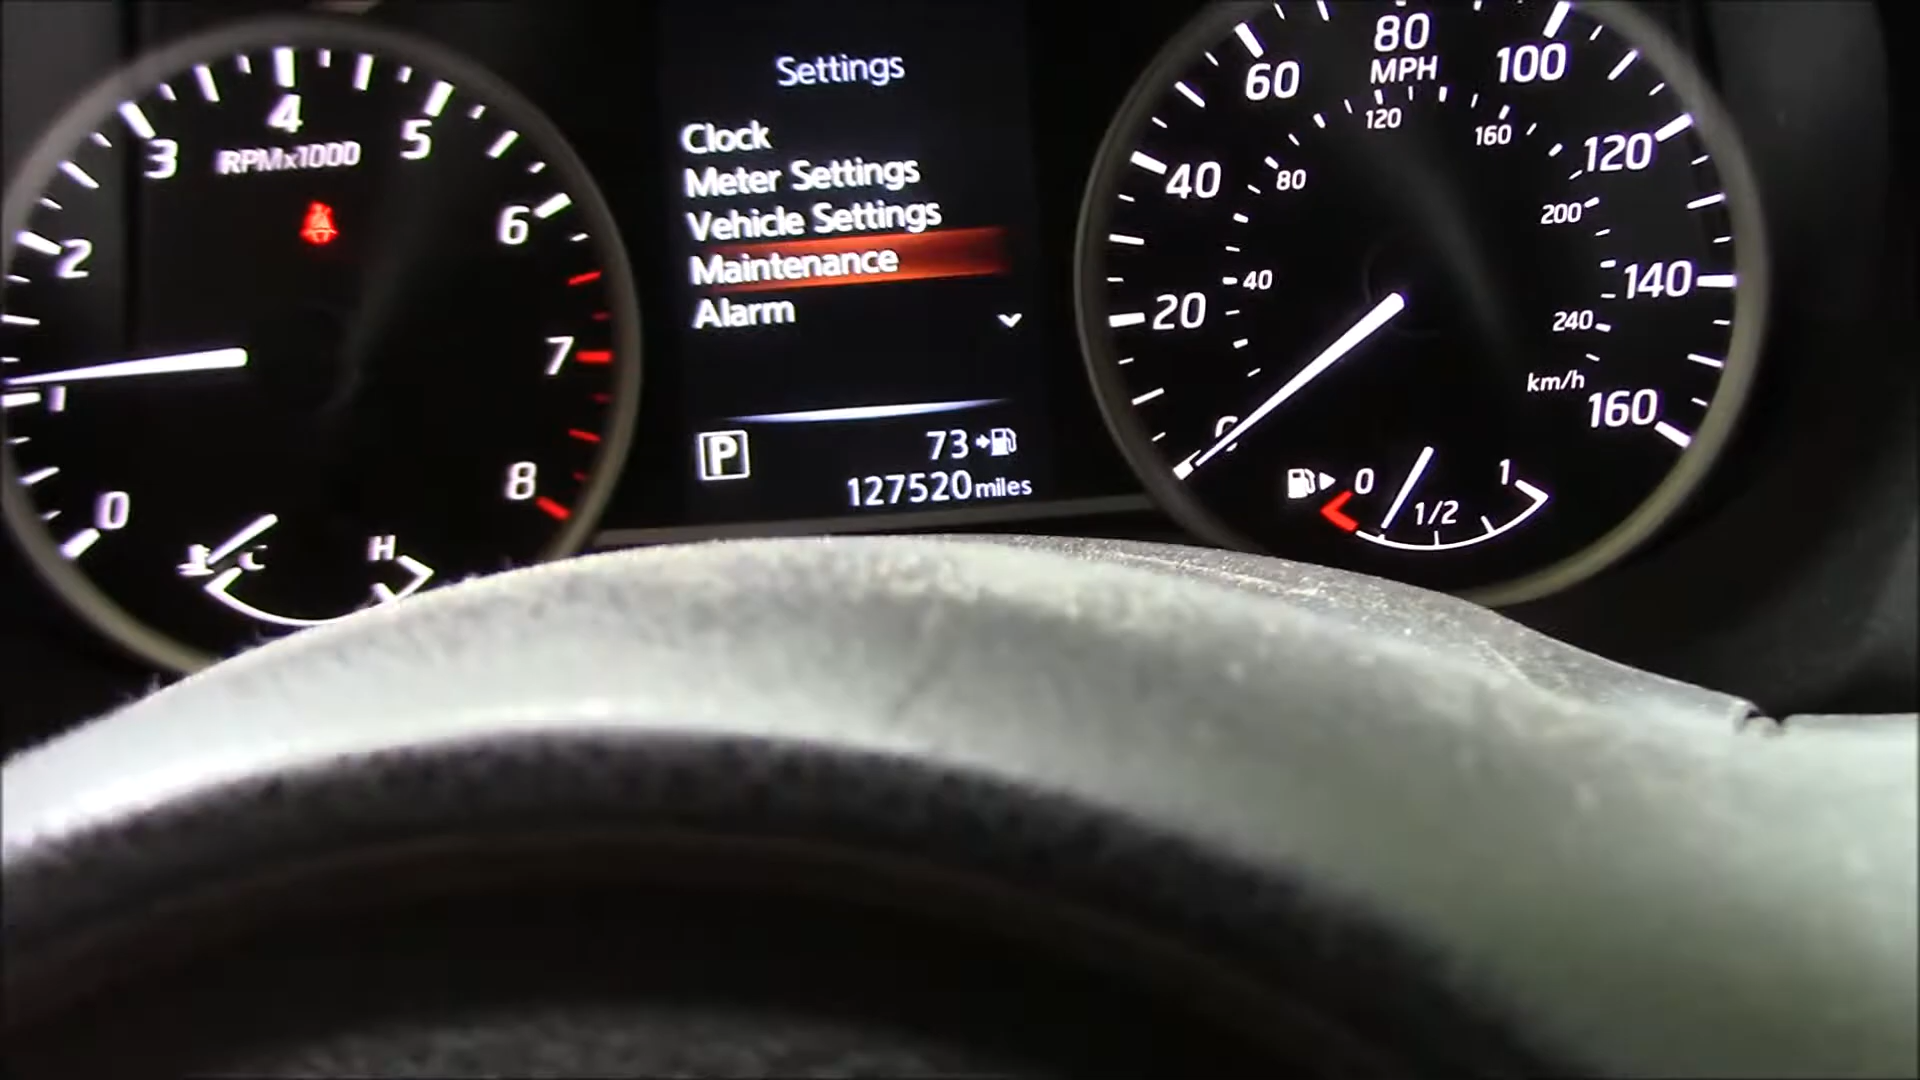 Settings
Clock
Meter Settings
Vehicle Settings
Maintenance
Alarm
P
73
127520 miles
0
1
2
3
4
5
6
7
8
RPMx1000
C
H
0
20
40
60
80
100
120
140
160
MPH
40
80
120
160
200
240
km/h
0
1/2
1